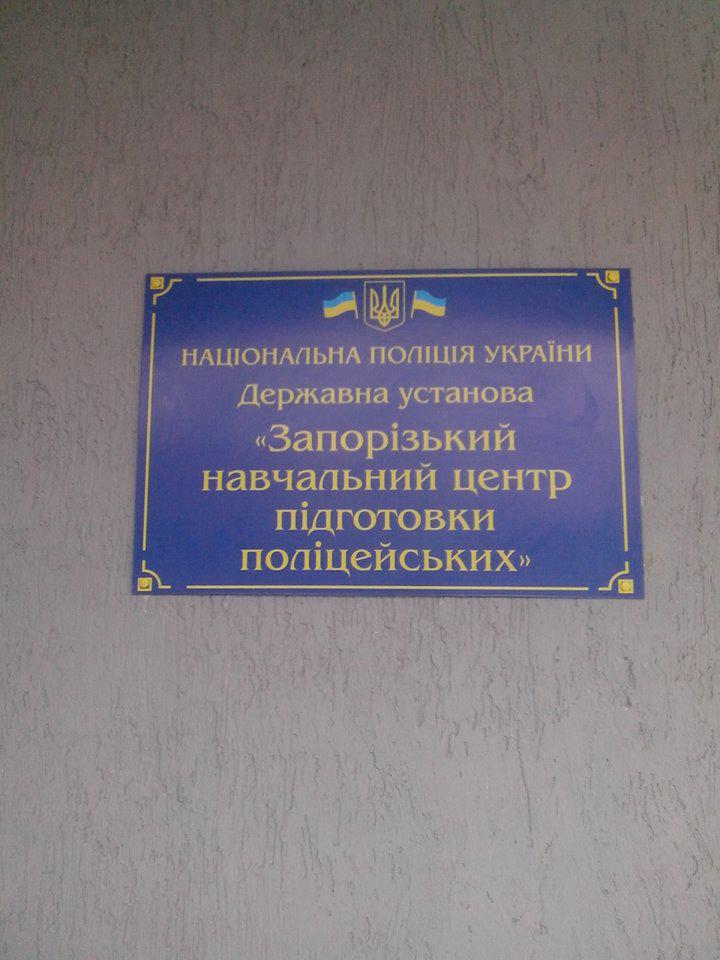 НАЦІОНАЛЬНА ПОЛІЦІЯ УКРАЇНИ
Державна установа
«Запорізький
навчальний центр
підготовки
поліцейських»